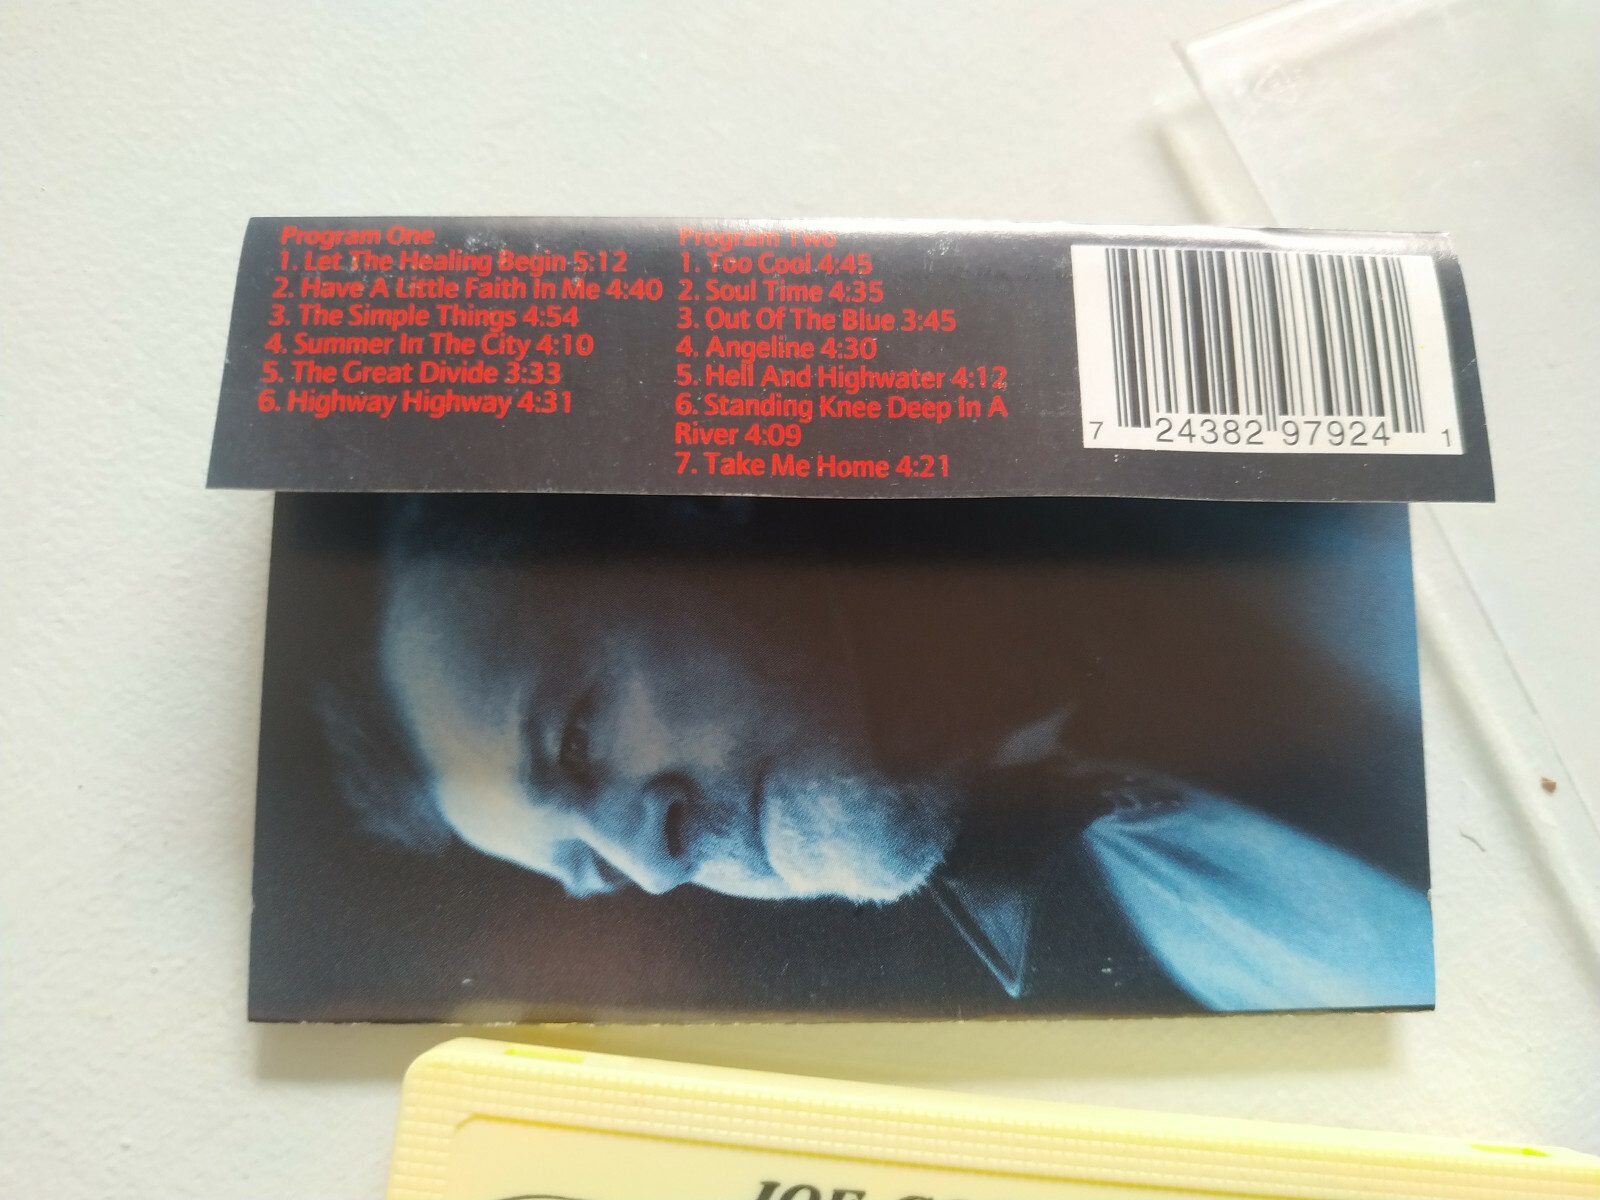 Program One
1. Let The Healing Begin 5:12
2. Have A Little Faith In Me 4:40
3. The Simple Things 4:54
4. Summer In The City 4:10
5. The Great Divide 3:33
6. Highway Highway 4:31
Program Two
1. Too Cool 4:45
2. Soul Time 4:35
3. Out Of The Blue 3:45
4. Angeline 4:30
5. Hell And Highwater 4:12
6. Standing Knee Deep In A
River 4:09
7. Take Me Home 4:21
7 24382 97924 1
JOE